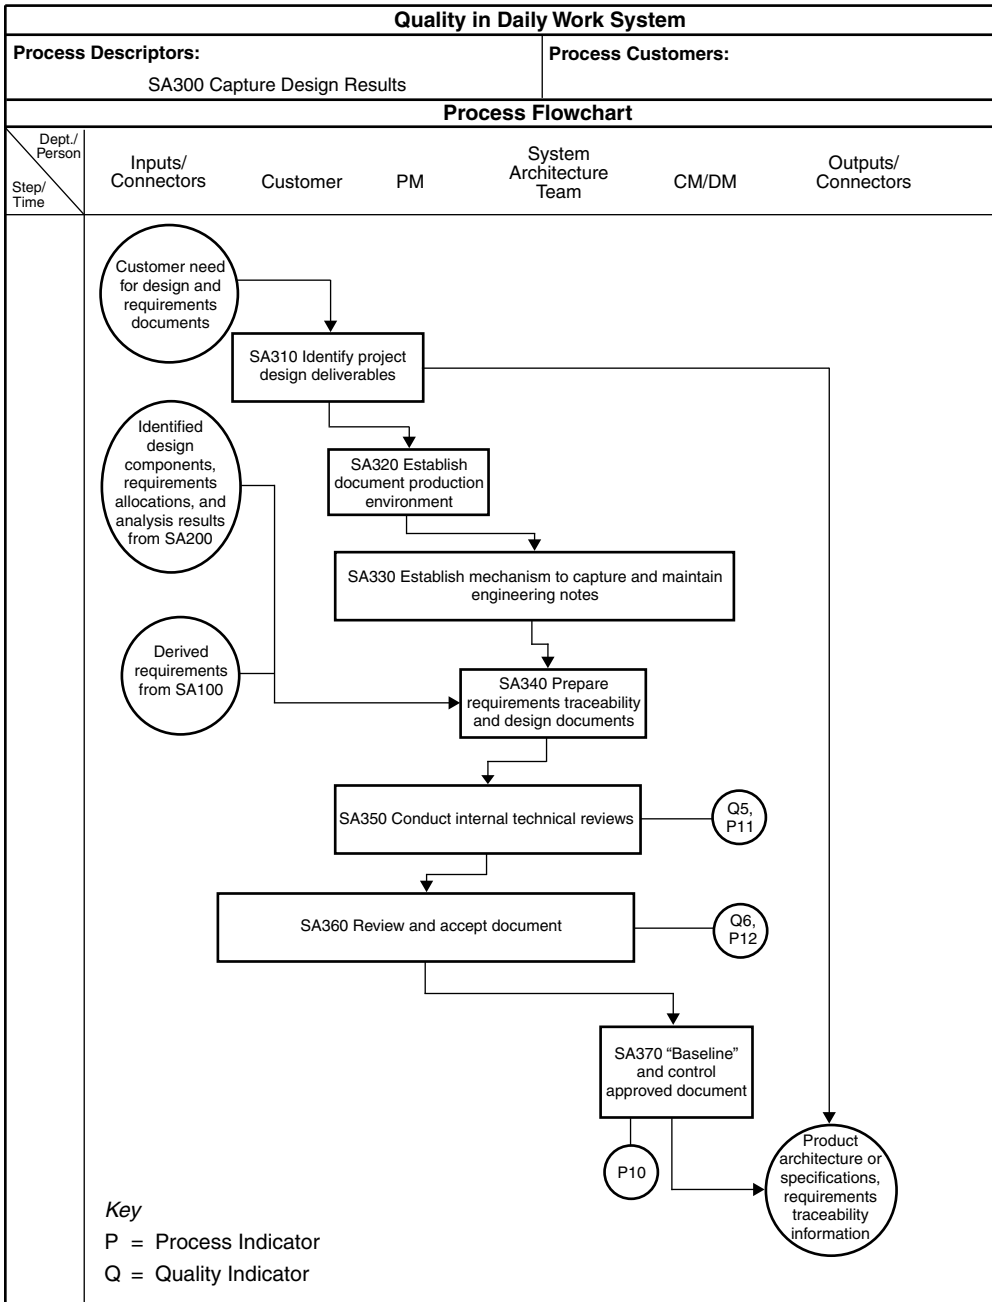 Quality in Daily Work System
Process Descriptors:
SA300 Capture Design Results
Process Customers:
Process Flowchart
Dept./
Person
Step/
Time
Inputs/
Connectors
Customer
PM
System
Architecture
Team
CM/DM
Outputs/
Connectors
Customer need
for design and
requirements
documents
SA310 Identify project
design deliverables
Identified
design
components,
requirements
allocations, and
analysis results
from SA200
SA320 Establish
document production
environment
SA330 Establish mechanism to capture and maintain
engineering notes
Derived
requirements
from SA100
SA340 Prepare
requirements traceability
and design documents
SA350 Conduct internal technical reviews
Q5,
P11
SA360 Review and accept document
Q6,
P12
SA370 “Baseline”
and control
approved document
P10
Product
architecture or
specifications,
requirements
traceability
information
Key
P = Process Indicator
Q = Quality Indicator